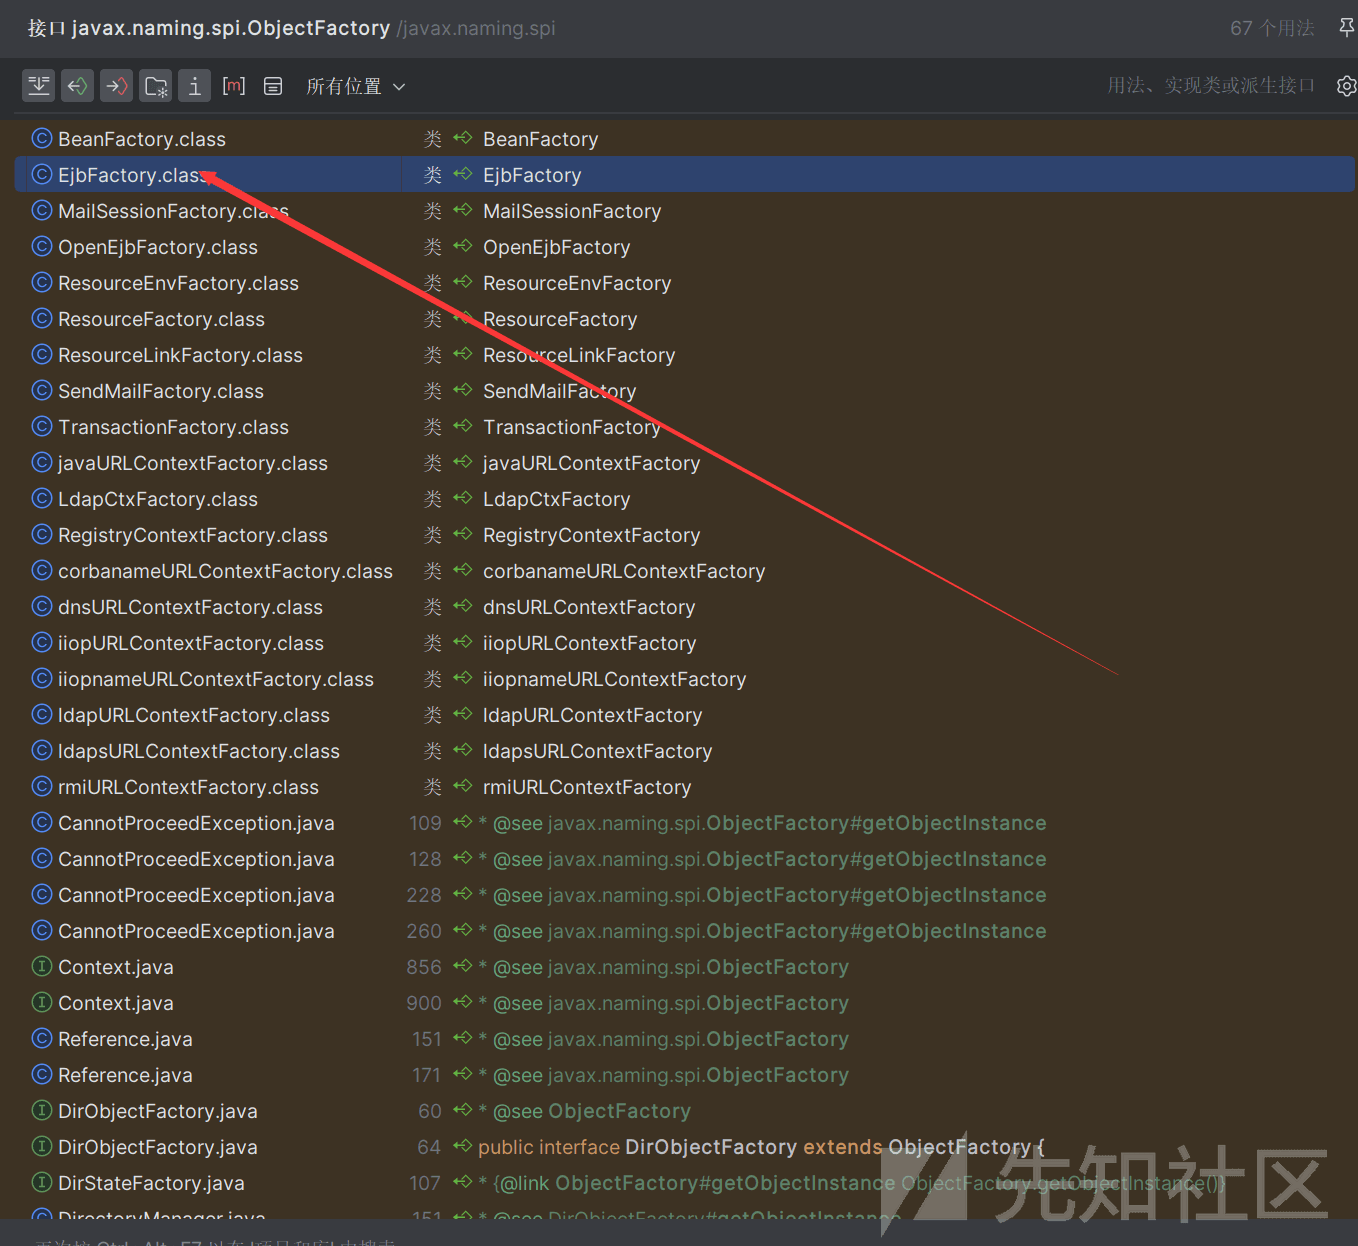 接口 javax.naming.spi.ObjectFactory /javax.naming.spi 67 个用法
[m] 所有位置 用法、实现类或派生接口
BeanFactory.class 类 BeanFactory
EjbFactory.class 类 EjbFactory
MailSessionFactory.class 类 MailSessionFactory
OpenEjbFactory.class 类 OpenEjbFactory
ResourceEnvFactory.class 类 ResourceEnvFactory
ResourceFactory.class 类 ResourceFactory
ResourceLinkFactory.class 类 ResourceLinkFactory
SendMailFactory.class 类 SendMailFactory
TransactionFactory.class 类 TransactionFactory
javaURLContextFactory.class 类 javaURLContextFactory
LdapCtxFactory.class 类 LdapCtxFactory
RegistryContextFactory.class 类 RegistryContextFactory
corbanameURLContextFactory.class 类 corbanameURLContextFactory
dnsURLContextFactory.class 类 dnsURLContextFactory
iiopURLContextFactory.class 类 iiopURLContextFactory
iiopnameURLContextFactory.class 类 iiopnameURLContextFactory
ldapURLContextFactory.class 类 ldapURLContextFactory
ldapsURLContextFactory.class 类 ldapsURLContextFactory
rmiURLContextFactory.class 类 rmiURLContextFactory
CannotProceedException.java 109 * @see javax.naming.spi.ObjectFactory#getObjectInstance
CannotProceedException.java 128 * @see javax.naming.spi.ObjectFactory#getObjectInstance
CannotProceedException.java 228 * @see javax.naming.spi.ObjectFactory#getObjectInstance
CannotProceedException.java 260 * @see javax.naming.spi.ObjectFactory#getObjectInstance
Context.java 856 * @see javax.naming.spi.ObjectFactory
Context.java 900 * @see javax.naming.spi.ObjectFactory
Reference.java 151 * @see javax.naming.spi.ObjectFactory
Reference.java 171 * @see javax.naming.spi.ObjectFactory
DirObjectFactory.java 60 * @see ObjectFactory
DirObjectFactory.java 64 public interface DirObjectFactory extends ObjectFactory {
DirStateFactory.java 107 * {@link ObjectFactory#getObjectInstance ObjectFactory.getObjectInstance()}
DirectoryManager.java 151 * @see DirObjectFactory#getObjectInstance
先知社区